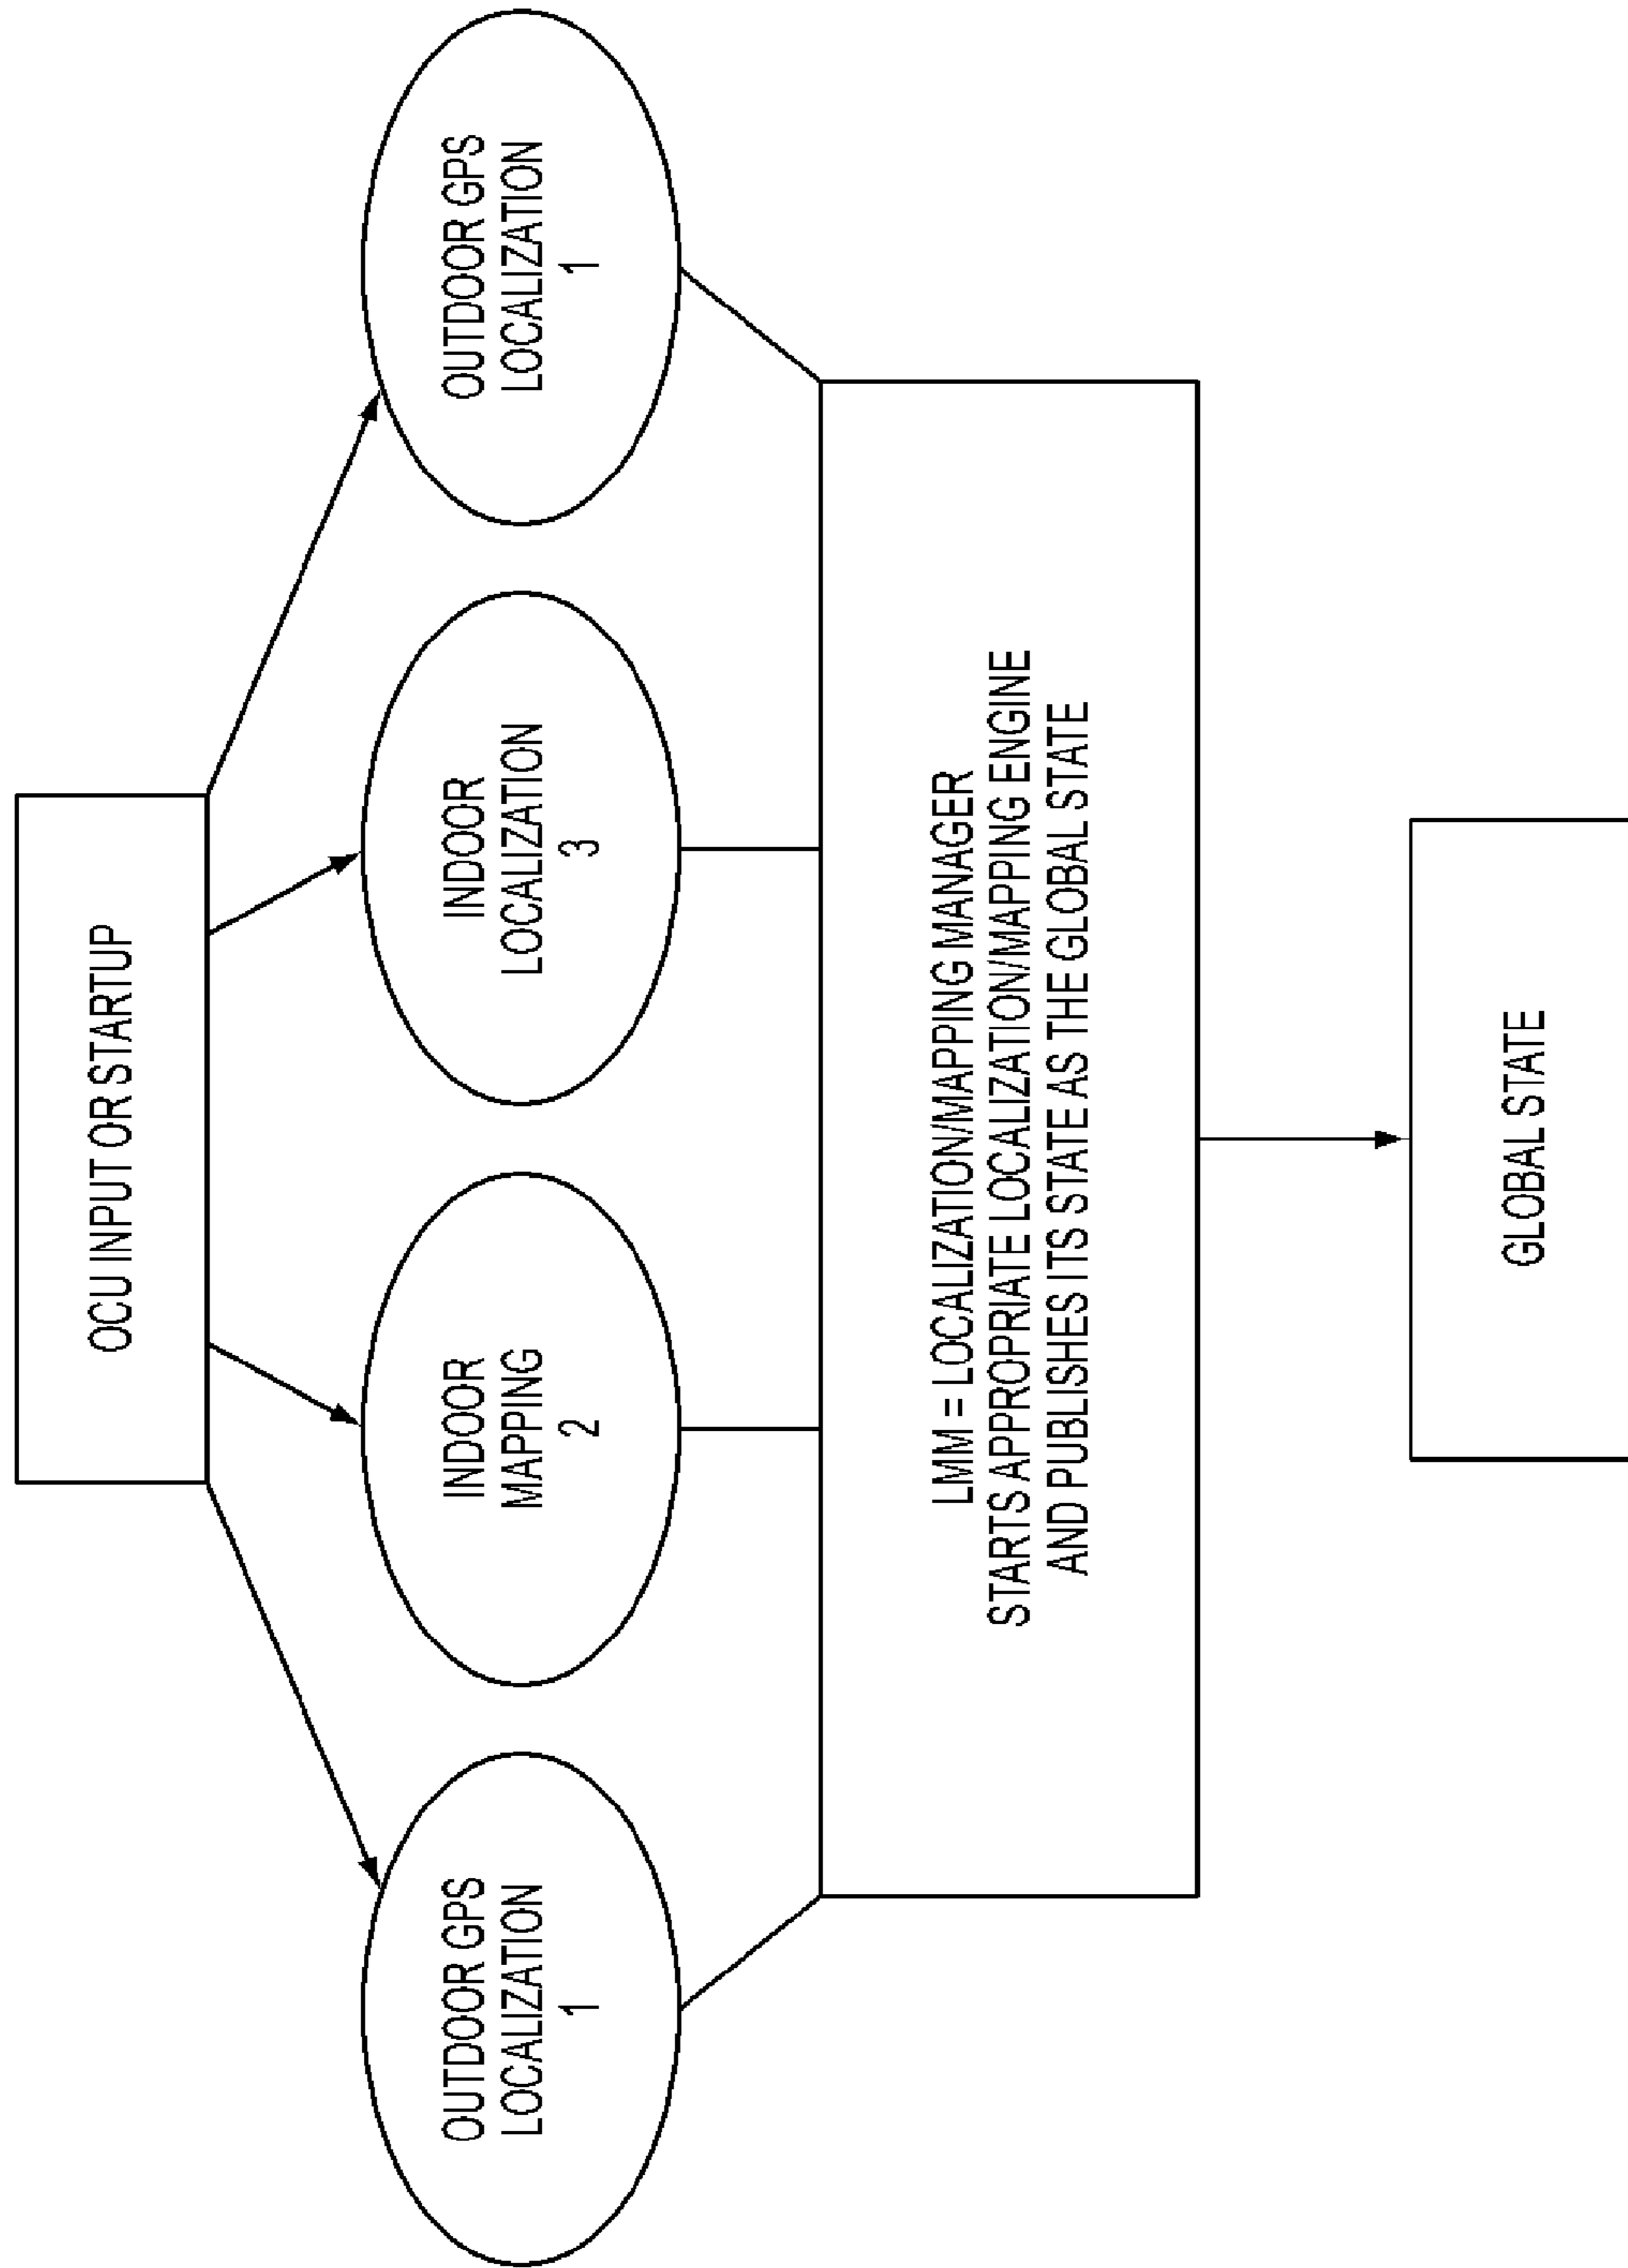 OCU INPUT OR STARTUP
OUTDOOR GPS
LOCALIZATION
1
INDOOR
MAPPING
2
INDOOR
LOCALIZATION
3
OUTDOOR GPS
LOCALIZATION
1
LMM = LOCALIZATION/MAPPING MANAGER
STARTS APPROPRIATE LOCALIZATION/MAPPING ENGINE
AND PUBLISHES ITS STATE AS THE GLOBAL STATE
GLOBAL STATE